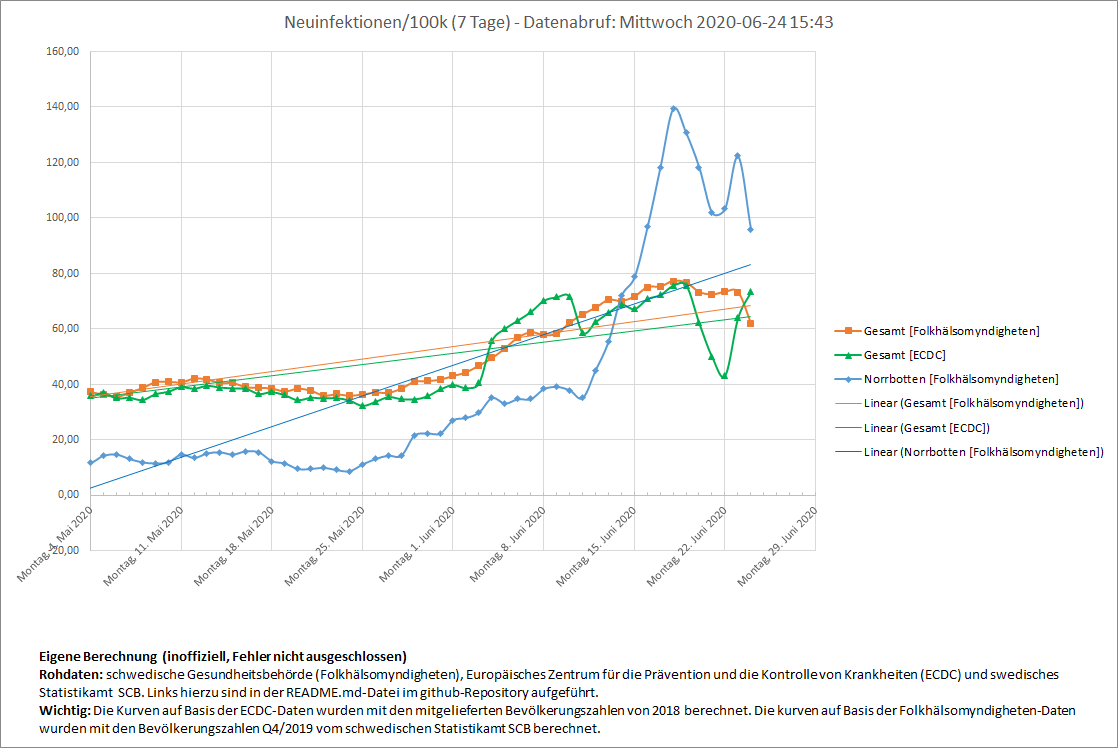 Neuinfektionen/100k (7 Tage) - Datenabruf: Mittwoch 2020-06-24 15:43
160,00
140,00
120,00
100,00
80,00
60,00
40,00
20,00
0,00
-20,00
Montag, 4. Mai 2020
Montag, 11. Mai 2020
Montag, 18. Mai 2020
Montag, 25. Mai 2020
Montag, 1. Juni 2020
Montag, 8. Juni 2020
Montag, 15. Juni 2020
Montag, 22. Juni 2020
Montag, 29. Juni 2020
Gesamt [Folkhälsomyndigheten]
Gesamt [ECDC]
Norrbotten [Folkhälsomyndigheten]
Linear (Gesamt [Folkhälsomyndigheten])
Linear (Gesamt [ECDC])
Linear (Norrbotten [Folkhälsomyndigheten])
Eigene Berechnung (inoffiziell, Fehler nicht ausgeschlossen)
Rohdaten: schwedische Gesundheitsbehörde (Folkhälsomyndigheten), Europäisches Zentrum für die Prävention und die Kontrolle von Krankheiten (ECDC) und swedisches
Statistikamt SCB. Links hierzu sind in der README.md-Datei im github-Repository aufgeführt.
Wichtig: Die Kurven auf Basis der ECDC-Daten wurden mit den mitgelieferten Bevölkerungszahlen von 2018 berechnet. Die kurven auf Basis der Folkhälsomyndigheten-Daten
wurden mit den Bevölkerungszahlen Q4/2019 vom schwedischen Statistikamt SCB berechnet.